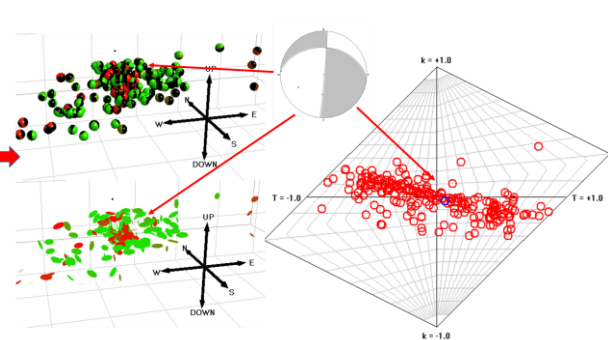 UP
N
E
W
S
DOWN
UP
N
E
W
S
DOWN
k = +1.0
T = -1.0
T = +1.0
k = -1.0